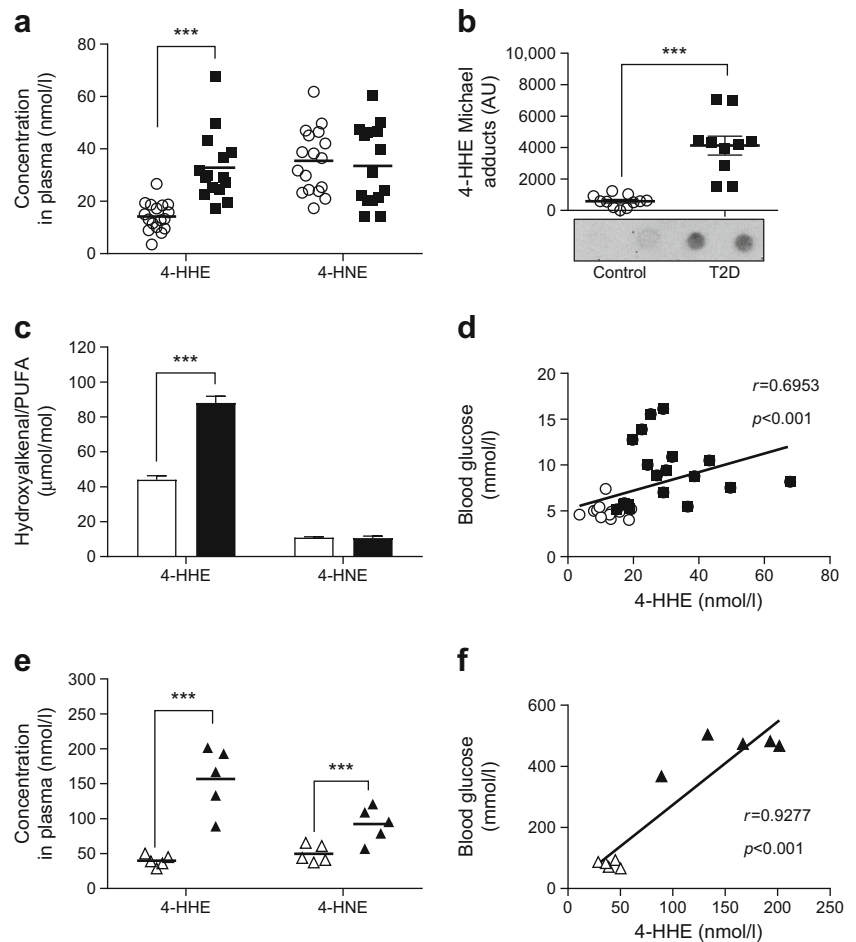 a
Concentration
in plasma (nmol/l)
80
60
40
20
0
***
4-HHE
4-HNE
b
4-HHE Michael
adducts (AU)
10,000
8000
6000
4000
2000
0
***
Control
T2D
c
Hydroxyalkenal/PUFA
(μmol/mol)
120
100
80
60
40
20
0
***
4-HHE
4-HNE
d
Blood glucose
(mmol/l)
20
15
10
5
0
r=0.6953
p<0.001
0 20 40 60 80
4-HHE (nmol/l)
e
Concentration
in plasma (nmol/l)
300
250
200
150
100
50
0
***
***
4-HHE
4-HNE
f
Blood glucose
(mmol/l)
600
400
200
0
r=0.9277
p<0.001
0 50 100 150 200 250
4-HHE (nmol/l)